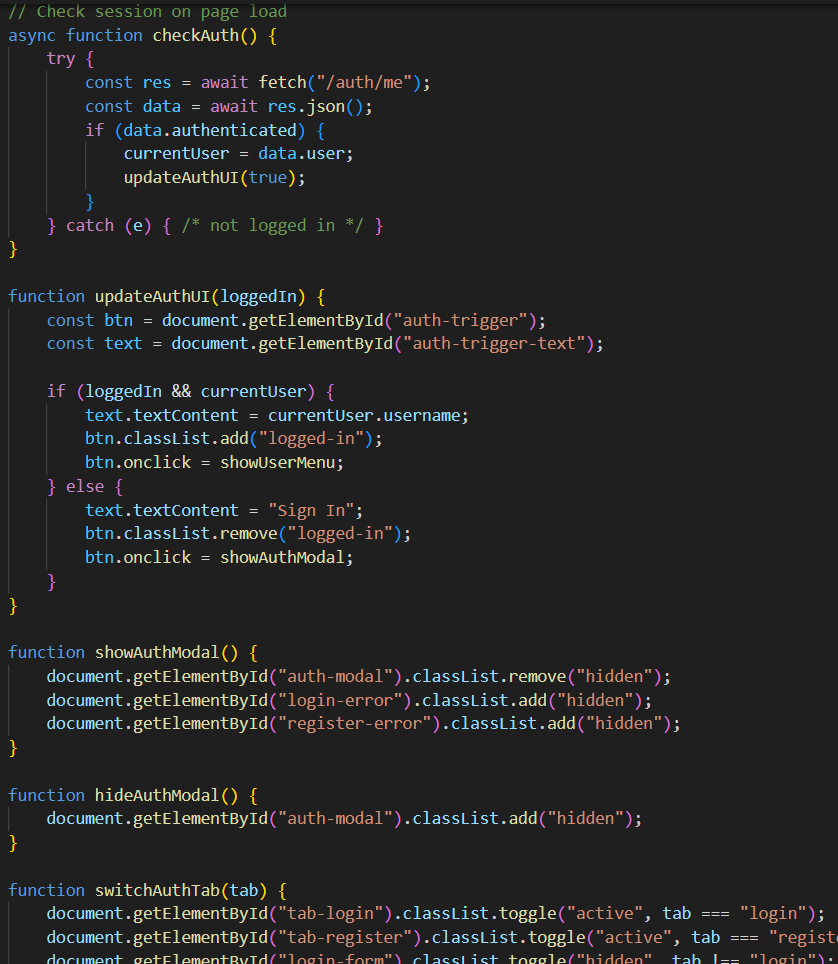 // Check session on page load
async function checkAuth() {
    try {
        const res = await fetch("/auth/me");
        const data = await res.json();
        if (data.authenticated) {
            currentUser = data.user;
            updateAuthUI(true);
        }
    } catch (e) { /* not logged in */ }
}

function updateAuthUI(loggedIn) {
    const btn = document.getElementById("auth-trigger");
    const text = document.getElementById("auth-trigger-text");

    if (loggedIn && currentUser) {
        text.textContent = currentUser.username;
        btn.classList.add("logged-in");
        btn.onclick = showUserMenu;
    } else {
        text.textContent = "Sign In";
        btn.classList.remove("logged-in");
        btn.onclick = showAuthModal;
    }
}

function showAuthModal() {
    document.getElementById("auth-modal").classList.remove("hidden");
    document.getElementById("login-error").classList.add("hidden");
    document.getElementById("register-error").classList.add("hidden");
}

function hideAuthModal() {
    document.getElementById("auth-modal").classList.add("hidden");
}

function switchAuthTab(tab) {
    document.getElementById("tab-login").classList.toggle("active", tab === "login");
    document.getElementById("tab-register").classList.toggle("active", tab === "registe
    document.getElementById("login-form").classList.toggle("hidden", tab !== "login");